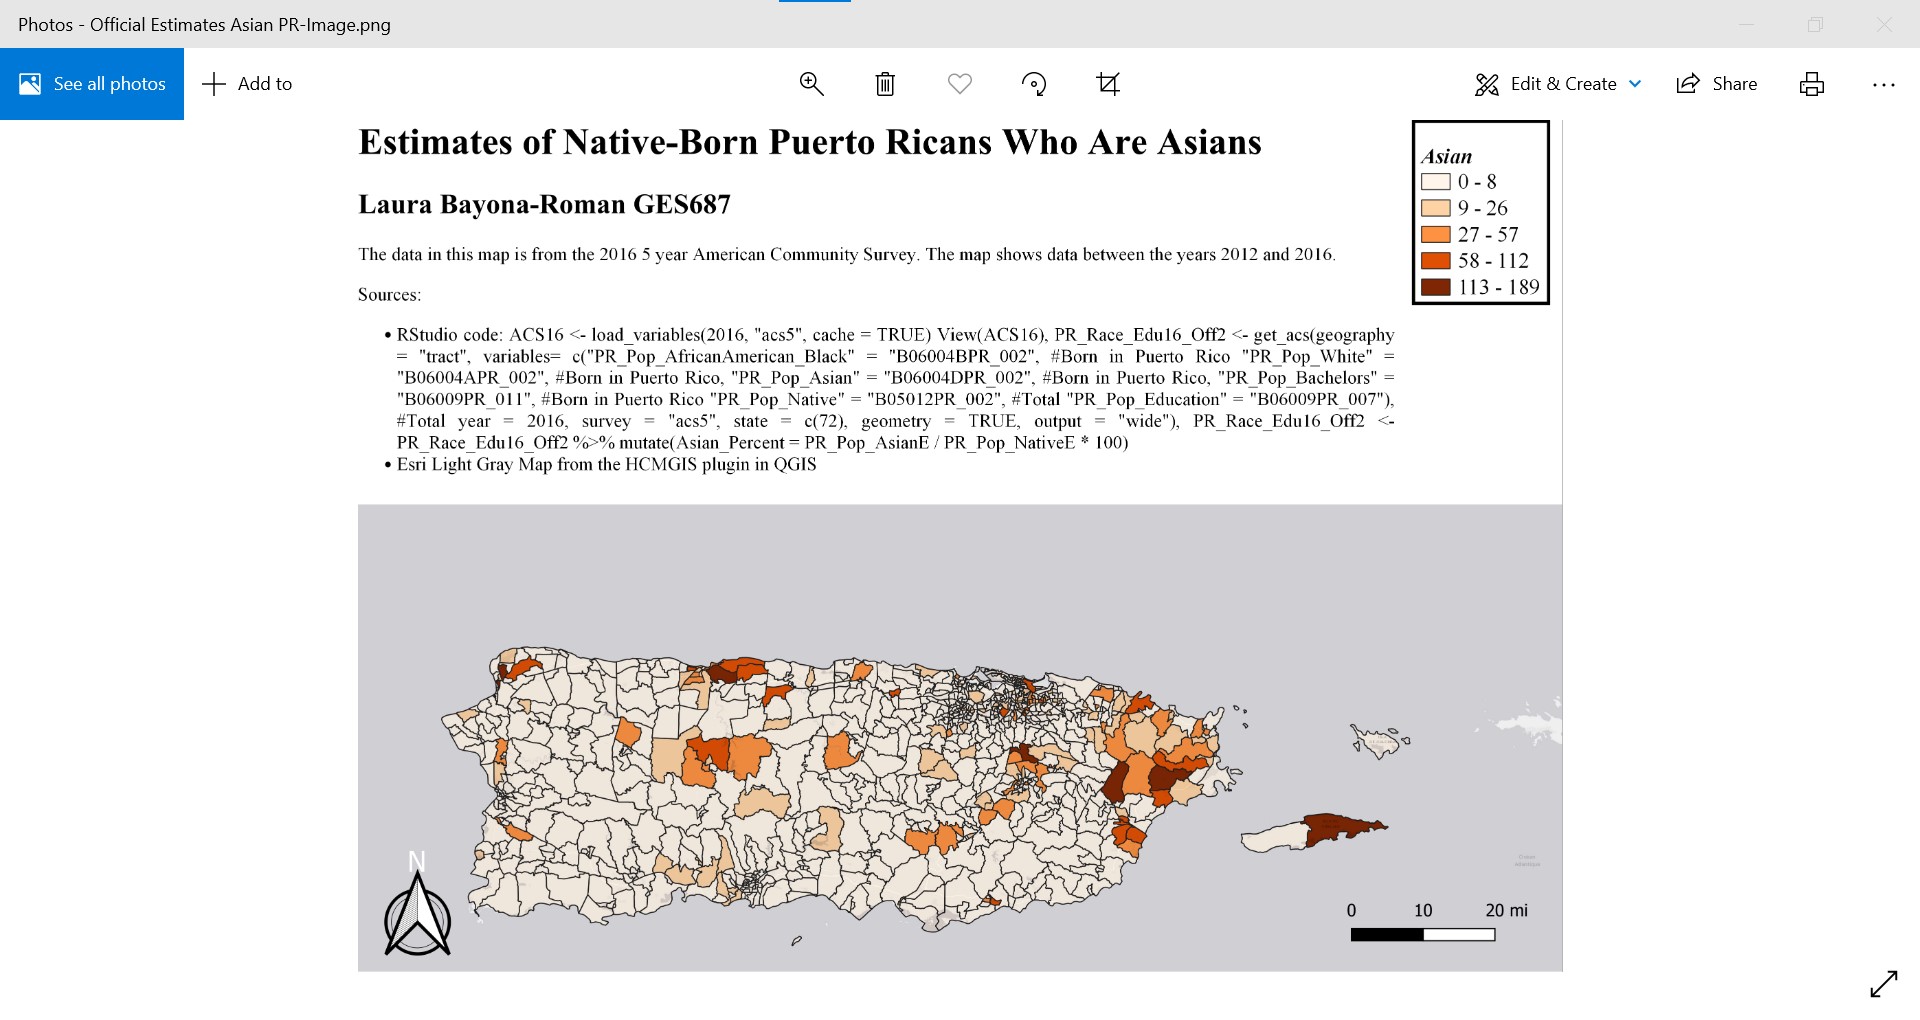 Photos - Official Estimates Asian PR-Image.png
See all photos
Add to
Edit & Create
Share
Estimates of Native-Born Puerto Ricans Who Are Asians
Laura Bayona-Roman GES687
The data in this map is from the 2016 5 year American Community Survey. The map shows data between the years 2012 and 2016.
Sources:
• RStudio code: ACS16 <- load_variables(2016, "acs5", cache = TRUE) View(ACS16), PR_Race_Edu16_Off2 <- get_acs(geography
= "tract", variables= c("PR_Pop_AfricanAmerican_Black" = "B06004BPR_002", #Born in Puerto Rico "PR_Pop_White" =
"B06004APR_002", #Born in Puerto Rico, "PR_Pop_Asian" = "B06004DPR_002", #Born in Puerto Rico, "PR_Pop_Bachelors" =
"B06009PR_011", #Born in Puerto Rico "PR_Pop_Native" = "B05012PR_002", #Total "PR_Pop_Education" = "B06009PR_007"),
#Total year = 2016, survey = "acs5", state = c(72), geometry = TRUE, output = "wide"), PR_Race_Edu16_Off2 <-
PR_Race_Edu16_Off2 %>% mutate(Asian_Percent = PR_Pop_AsianE / PR_Pop_NativeE * 100)
• Esri Light Gray Map from the HCMGIS plugin in QGIS
Asian
0 - 8
9 - 26
27 - 57
58 - 112
113 - 189
N
0 10 20 mi